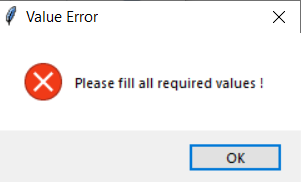 Value Error
Please fill all required values !
OK